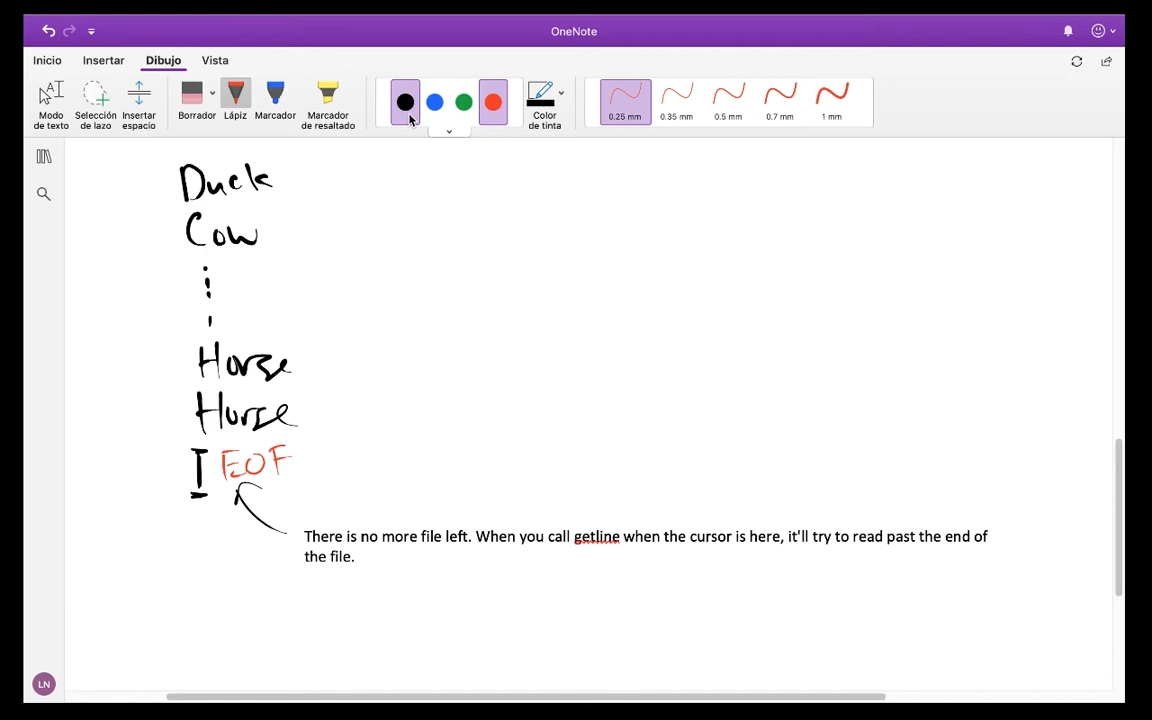 OneNote
Inicio Insertar Dibujo Vista
Modo de texto
Selección de lazo
Insertar espacio
Borrador
Lápiz
Marcador
Marcador de resaltado
Color de tinta
0.25 mm
0.35 mm
0.5 mm
0.7 mm
1 mm
Duck
Cow
Horse
Horse
I EOF
There is no more file left. When you call getline when the cursor is here, it'll try to read past the end of
the file.
LN